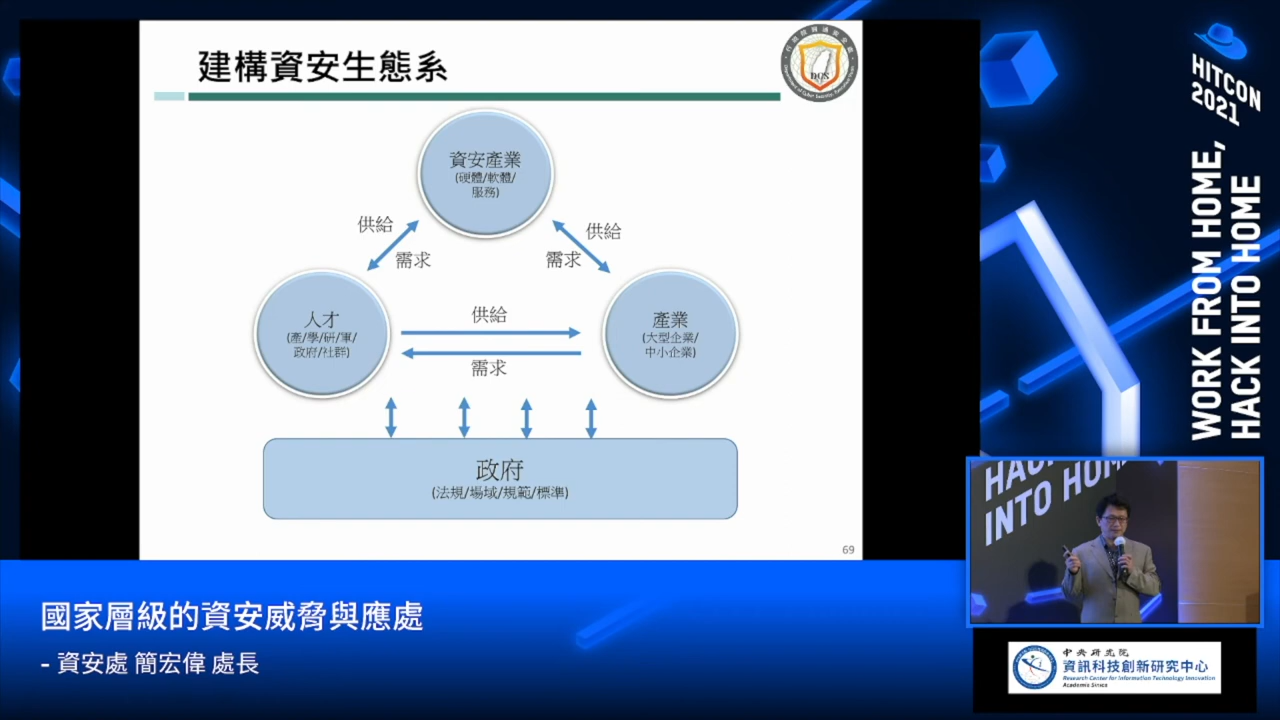 建構資安生態系
DCS
資安產業
(硬體/軟體/
服務)
供給
需求
供給
需求
人才
(產/學/研/軍/
政府/社群)
供給
需求
產業
(大型企業/
中小企業)
政府
(法規/場域/規範/標準)
69
HITCON
2021
WORK FROM HOME,
HACK INTO HOME
INTO HOM
國家層級的資安威脅與應處
- 資安處 簡宏偉 處長
中央研究院
資訊科技創新研究中心
Research Center for Information Technology Innovation
Academia Sinica